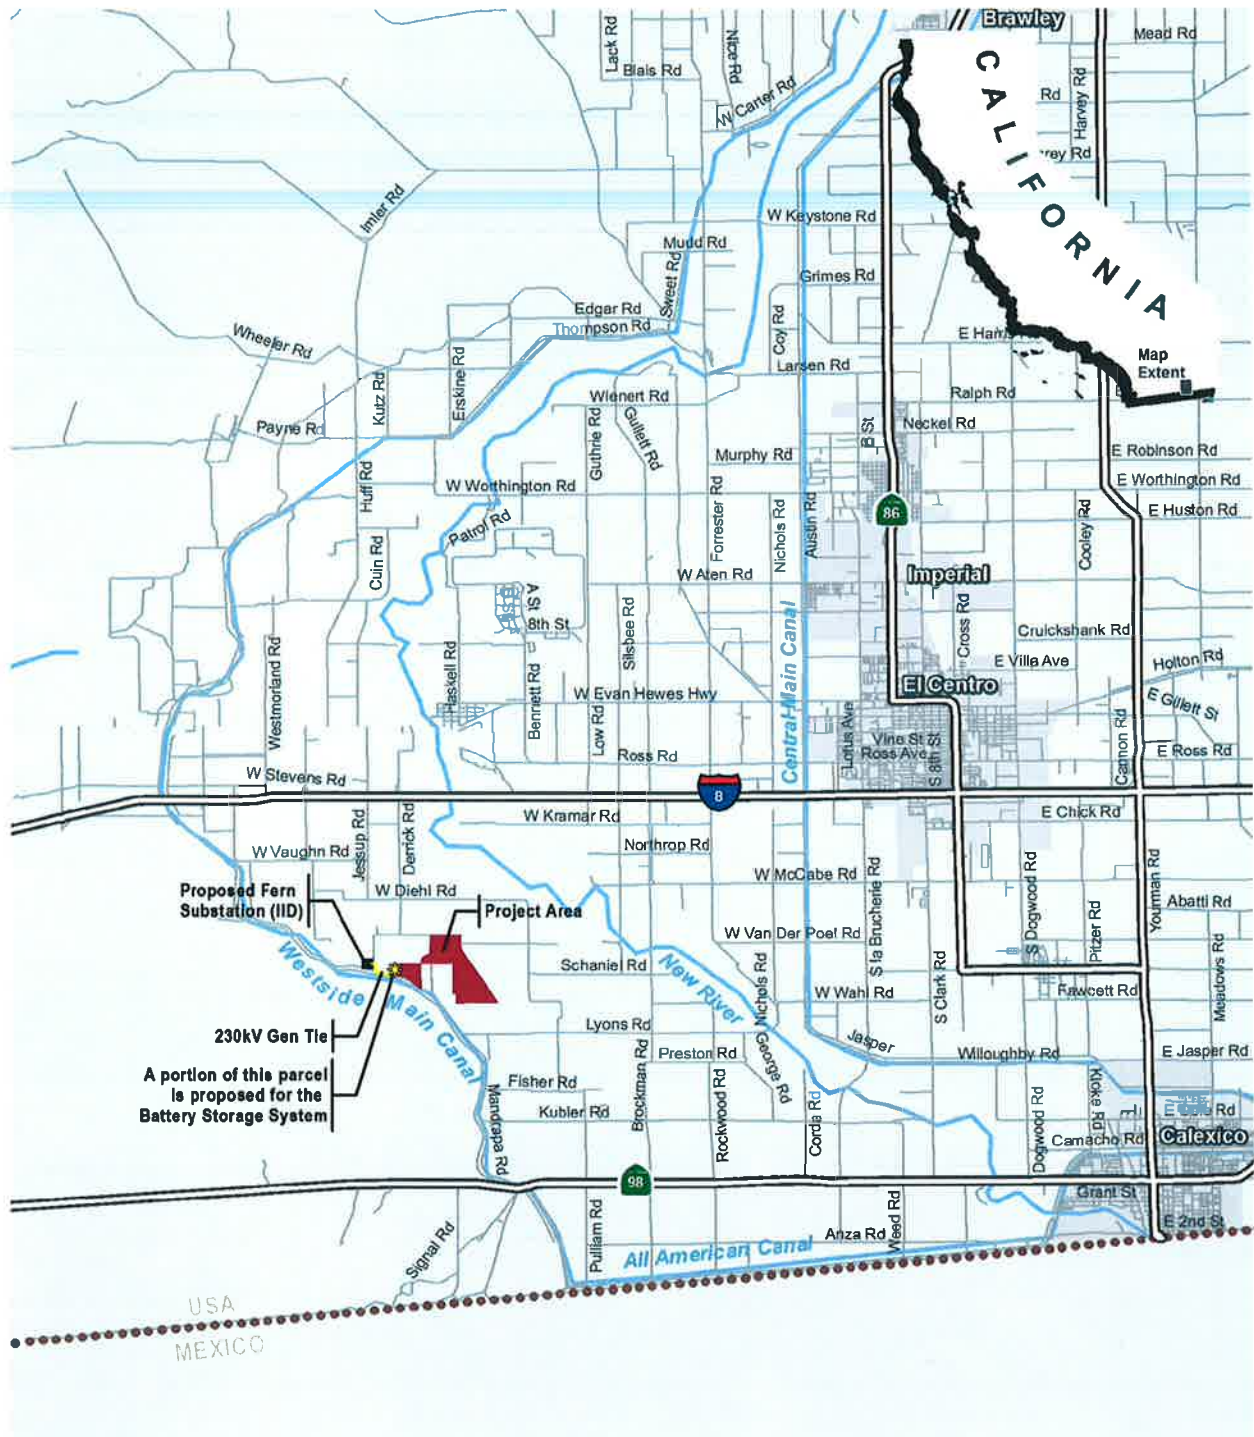 Brawley
Mead Rd
Lack Rd
Nice Rd
Blais Rd
CALIFORNIA
W Carter Rd
Rd
Harvey Rd
Imler Rd
W Keystone Rd
Mudd Rd
Sweet Rd
Grimes Rd
Edgar Rd
Thompson Rd
Coy Rd
Wheeler Rd
Erskine Rd
Kutz Rd
Larsen Rd
Map
Extent
Ralph Rd
Wienert Rd
Payne Rd
Guthrie Rd
Gullett Rd
B St
Neckel Rd
Murphy Rd
E Robinson Rd
Huff Rd
W Worthington Rd
E Worthington Rd
Forrester Rd
Nichols Rd
Austin Rd
86
Cooley Rd
E Huston Rd
Patrol Rd
Cuin Rd
W Aten Rd
Imperial
A St
8th St
Silsbee Rd
Central Main Canal
Cross Rd
Cruickshank Rd
Westmorland Rd
Haskell Rd
Bennett Rd
E Villa Ave
Holton Rd
W Evan Hewes Hwy
El Centro
E Gillett St
Low Rd
Lotus Ave
Vine St
Ross Ave
S 8th St
Cannon Rd
Ross Rd
E Ross Rd
W Stevens Rd
8
W Kramar Rd
E Chick Rd
Jessup Rd
Derrick Rd
W Vaughn Rd
Northrop Rd
W Diehl Rd
W McCabe Rd
S la Brucherie Rd
S Dogwood Rd
Yourman Rd
Proposed Fern
Substation (IID)
Project Area
Abatti Rd
Pitzer Rd
W Van Der Poel Rd
Westside Main Canal
Schaniel Rd
New River
Nichols Rd
W Wahl Rd
S Clark Rd
Fawcett Rd
Meadows Rd
230kV Gen Tie
Lyons Rd
Jasper
Preston Rd
George Rd
Willoughby Rd
E Jasper Rd
A portion of this parcel
is proposed for the
Battery Storage System
Fisher Rd
Kubler Rd
Mandrapa Rd
Brockman Rd
Rockwood Rd
Corda Rd
Dogwood Rd
Kloke Rd
Camacho Rd
Calexico
98
Grant St
Pulliam Rd
Weed Rd
Anza Rd
E 2nd St
Signal Rd
All American Canal
USA
MEXICO